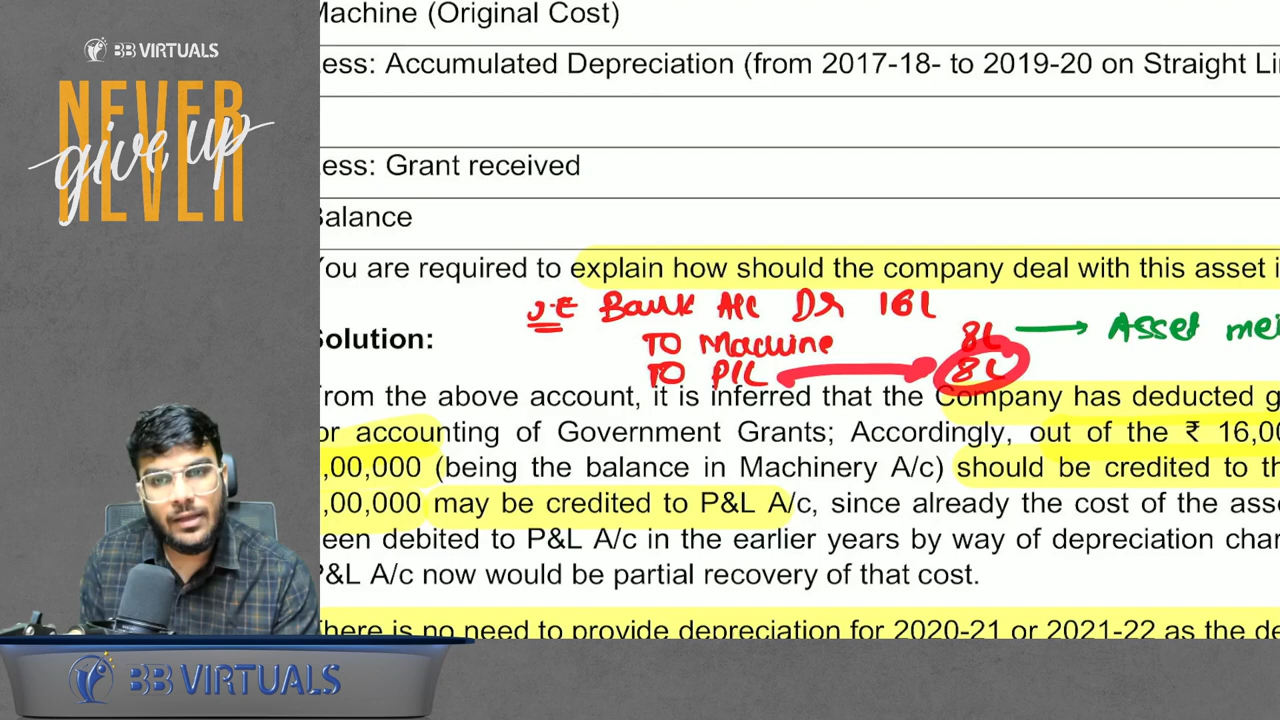 BB VIRTUALS
NEVER
give up
NEVER
Machine (Original Cost)
Less: Accumulated Depreciation (from 2017-18- to 2019-20 on Straight Li
Less: Grant received
Balance
You are required to explain how should the company deal with this asset i
J.E Bank A/C Dr 16L
TO Machine 8L → Asset
TO P/L 8L
Solution:
From the above account, it is inferred that the Company has deducted g
or accounting of Government Grants; Accordingly, out of the ₹ 16,00
,00,000 (being the balance in Machinery A/c) should be credited to th
,00,000 may be credited to P&L A/c, since already the cost of the asse
een debited to P&L A/c in the earlier years by way of depreciation char
P&L A/c now would be partial recovery of that cost.
There is no need to provide depreciation for 2020-21 or 2021-22 as the de
BB VIRTUALS